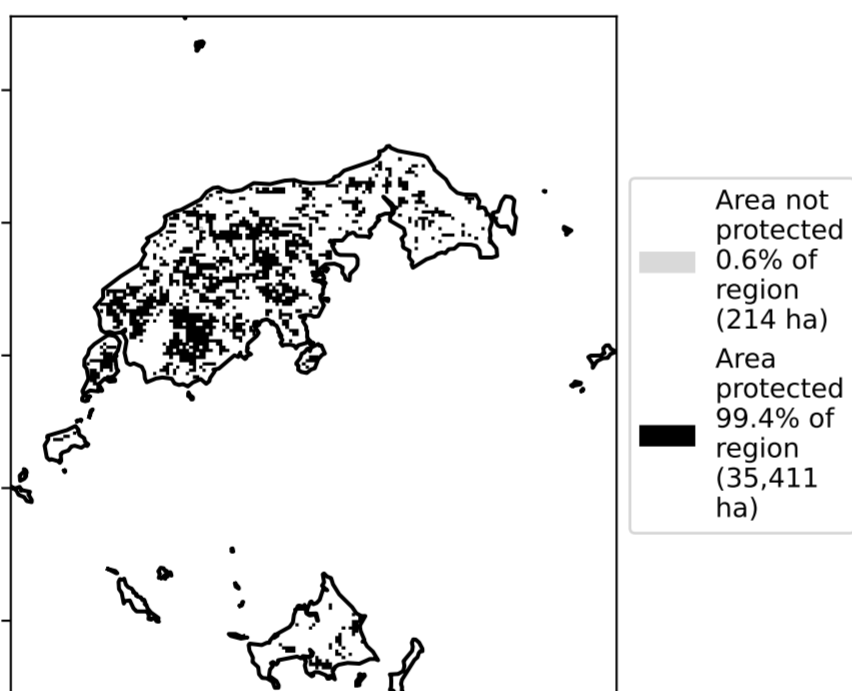 Area not
protected
0.6% of
region
(214 ha)
Area
protected
99.4% of
region
(35,411
ha)